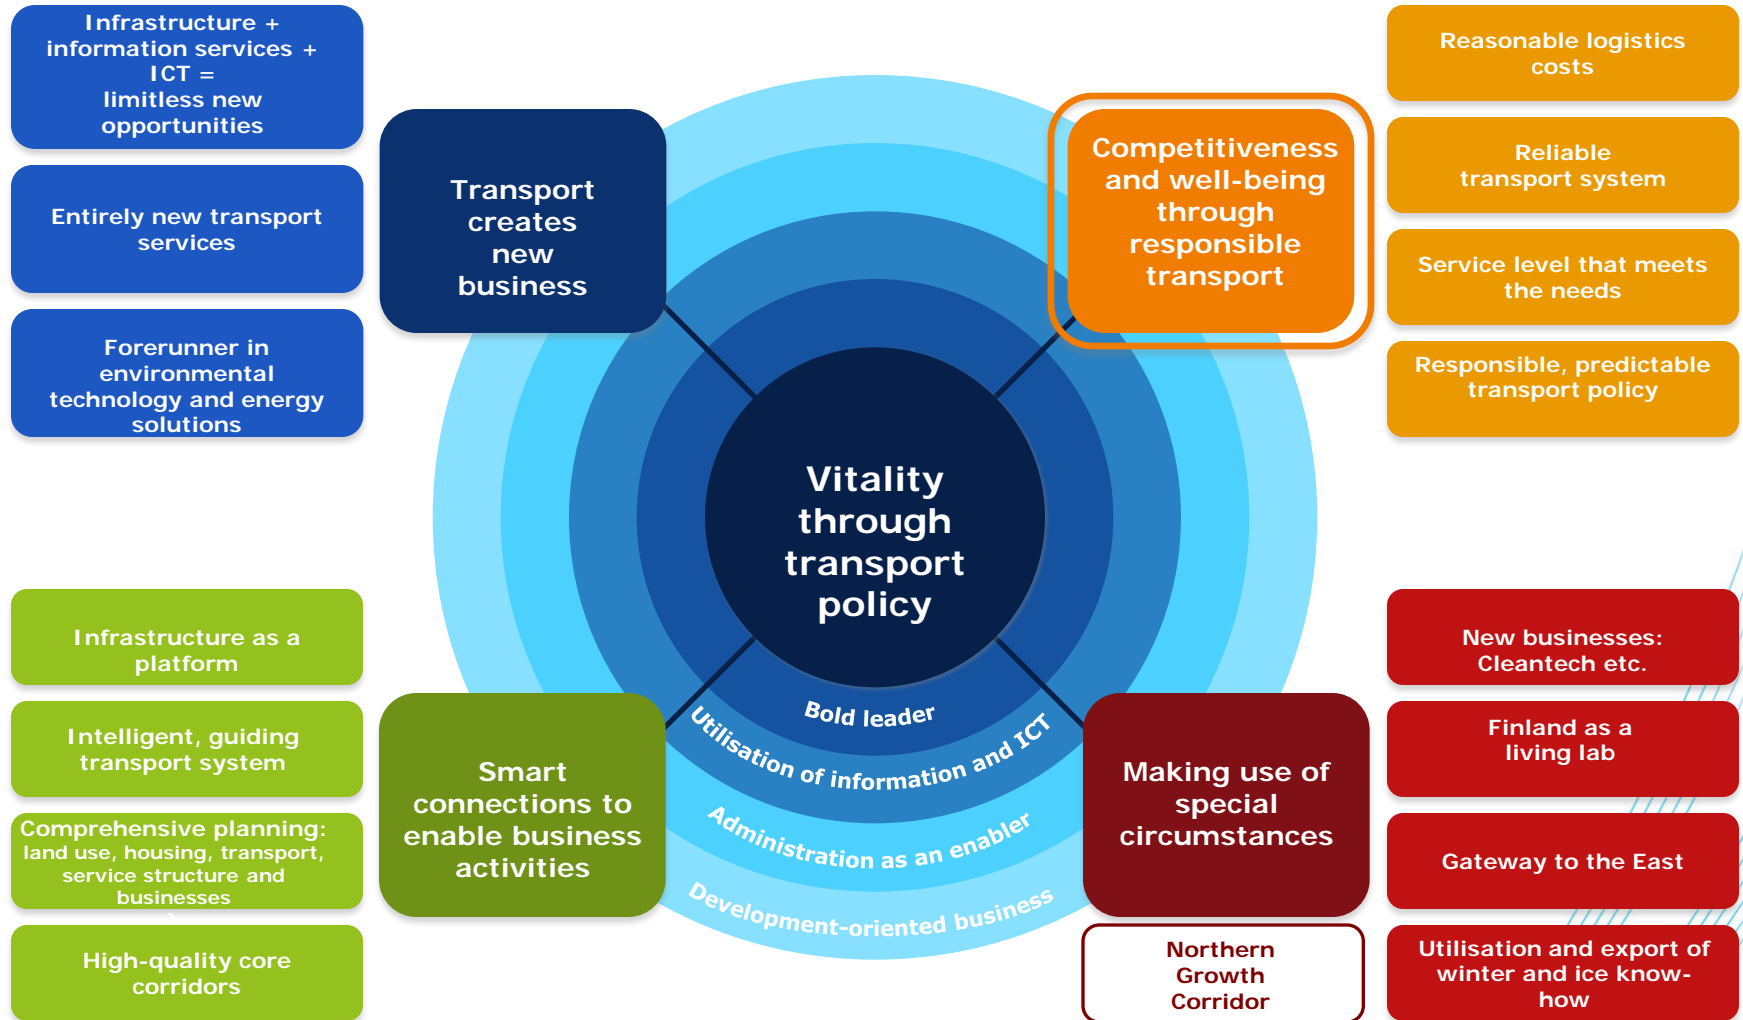 Infrastructure +
information services +
ICT =
limitless new
opportunities
Entirely new transport
services
Forerunner in
environmental
technology and energy
solutions
Transport
creates
new
business
Competitiveness
and well-being
through
responsible
transport
Reasonable logistics
costs
Reliable
transport system
Service level that meets
the needs
Responsible, predictable
transport policy
Vitality
through
transport
policy
Bold leader
Utilisation of information and ICT
Administration as an enabler
Development-oriented business
Infrastructure as a
platform
Intelligent, guiding
transport system
Comprehensive planning:
land use, housing, transport,
service structure and
businesses
High-quality core
corridors
Smart
connections to
enable business
activities
Making use of
special
circumstances
Northern
Growth
Corridor
New businesses:
Cleantech etc.
Finland as a
living lab
Gateway to the East
Utilisation and export of
winter and ice know-
how